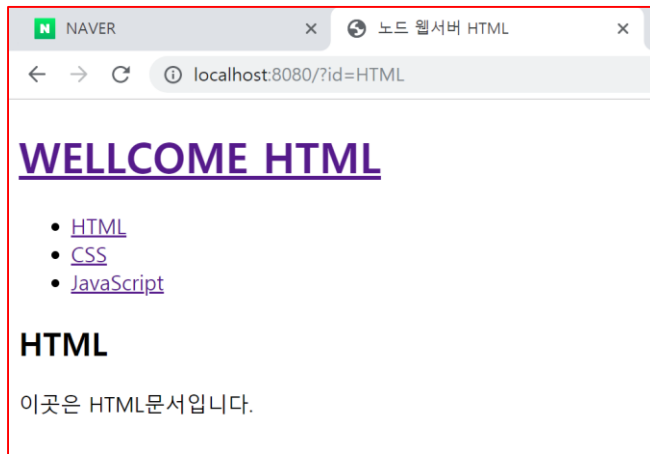 N NAVER × 노드 웹서버 HTML ×
localhost:8080/?id=HTML
WELLCOME HTML
• HTML
• CSS
• JavaScript
HTML
이곳은 HTML문서입니다.